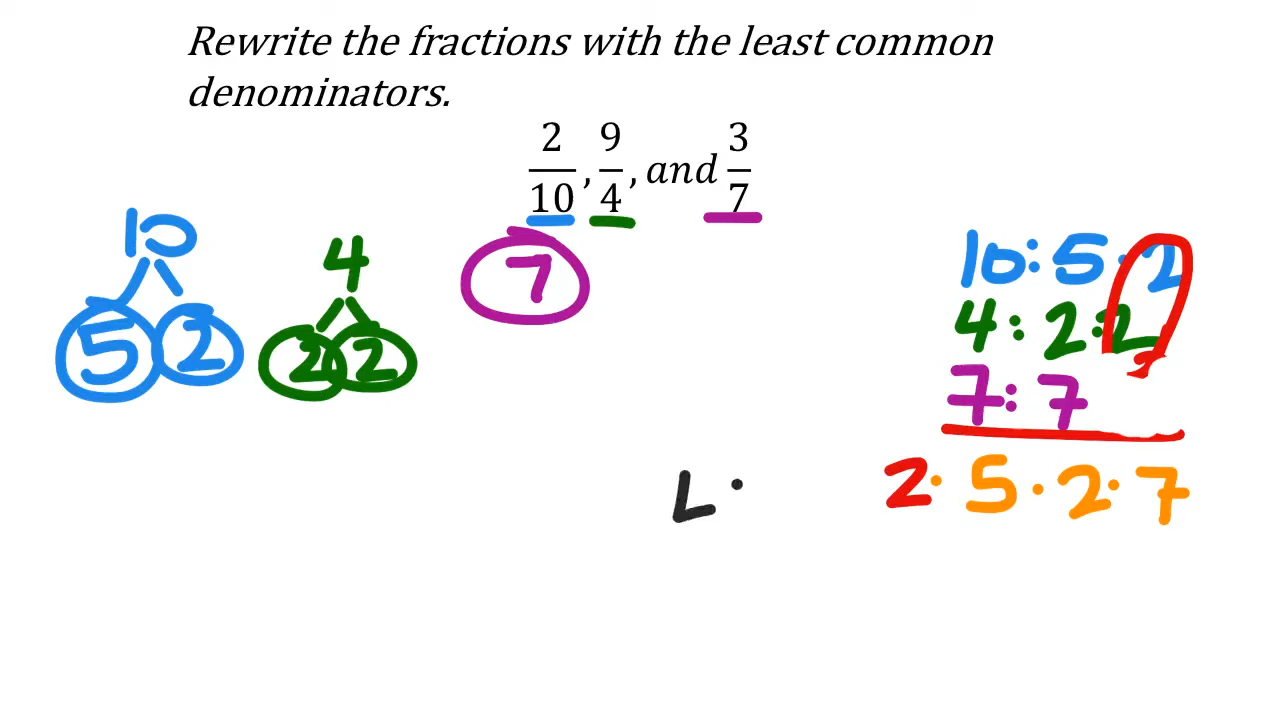 Rewrite the fractions with the least common
denominators.
2/10, 9/4, and 3/7
10
5 2
4
2 2
7
10: 5 · 2
4: 2 · 2
7: 7
2 · 5 · 2 · 7
L ·